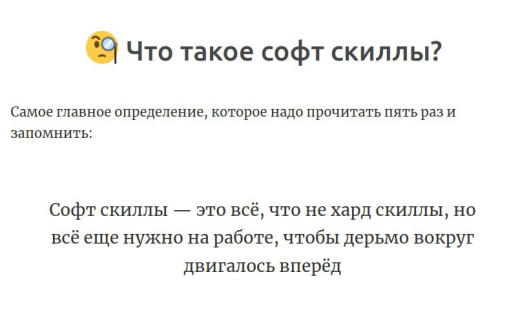 Что такое софт скиллы?
Самое главное определение, которое надо прочитать пять раз и
запомнить:
Софт скиллы — это всё, что не хард скиллы, но
всё еще нужно на работе, чтобы дерьмо вокруг
двигалось вперёд